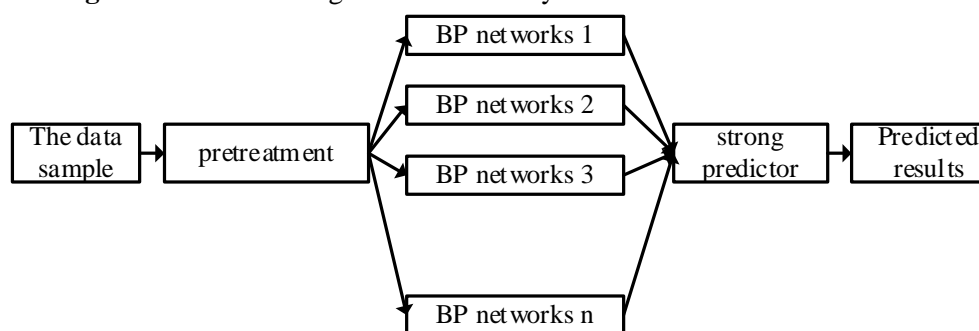 BP networks 1
BP networks 2
The data
sample
pretreatment
BP networks 3
strong
predictor
Predicted
results
BP networks n